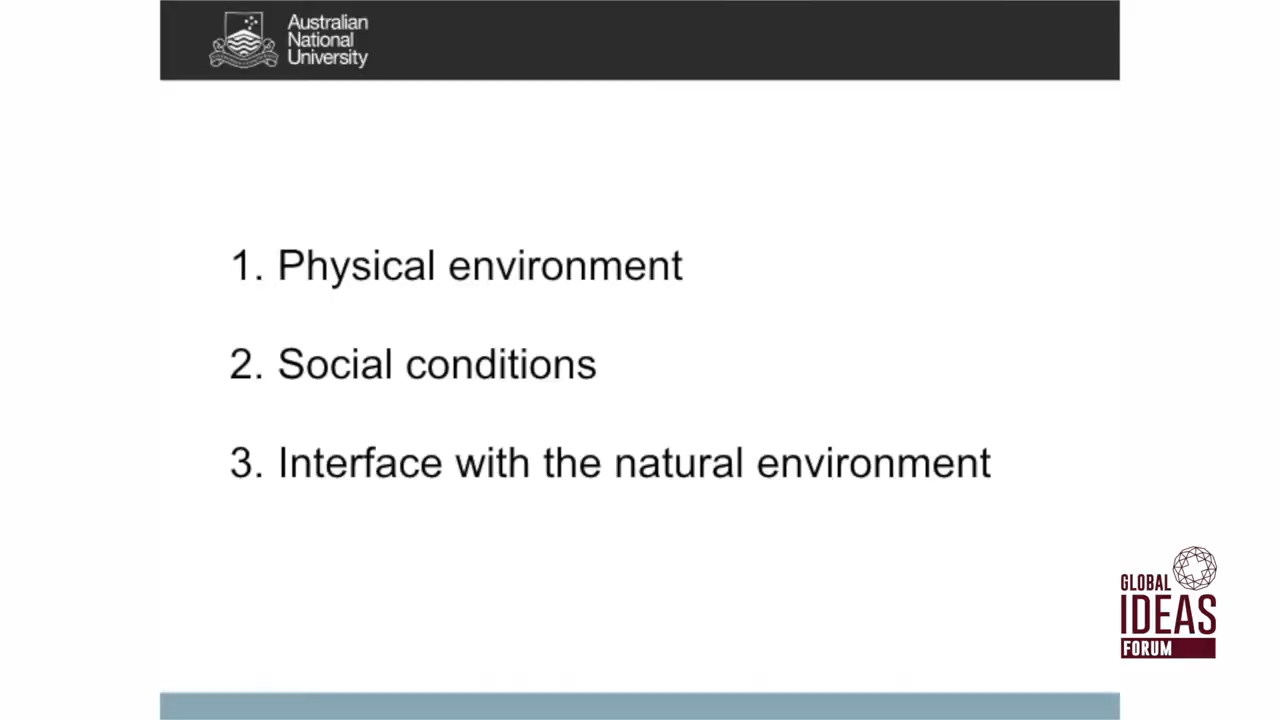 Australian
National
University
1. Physical environment
2. Social conditions
3. Interface with the natural environment
GLOBAL
IDEAS
FORUM